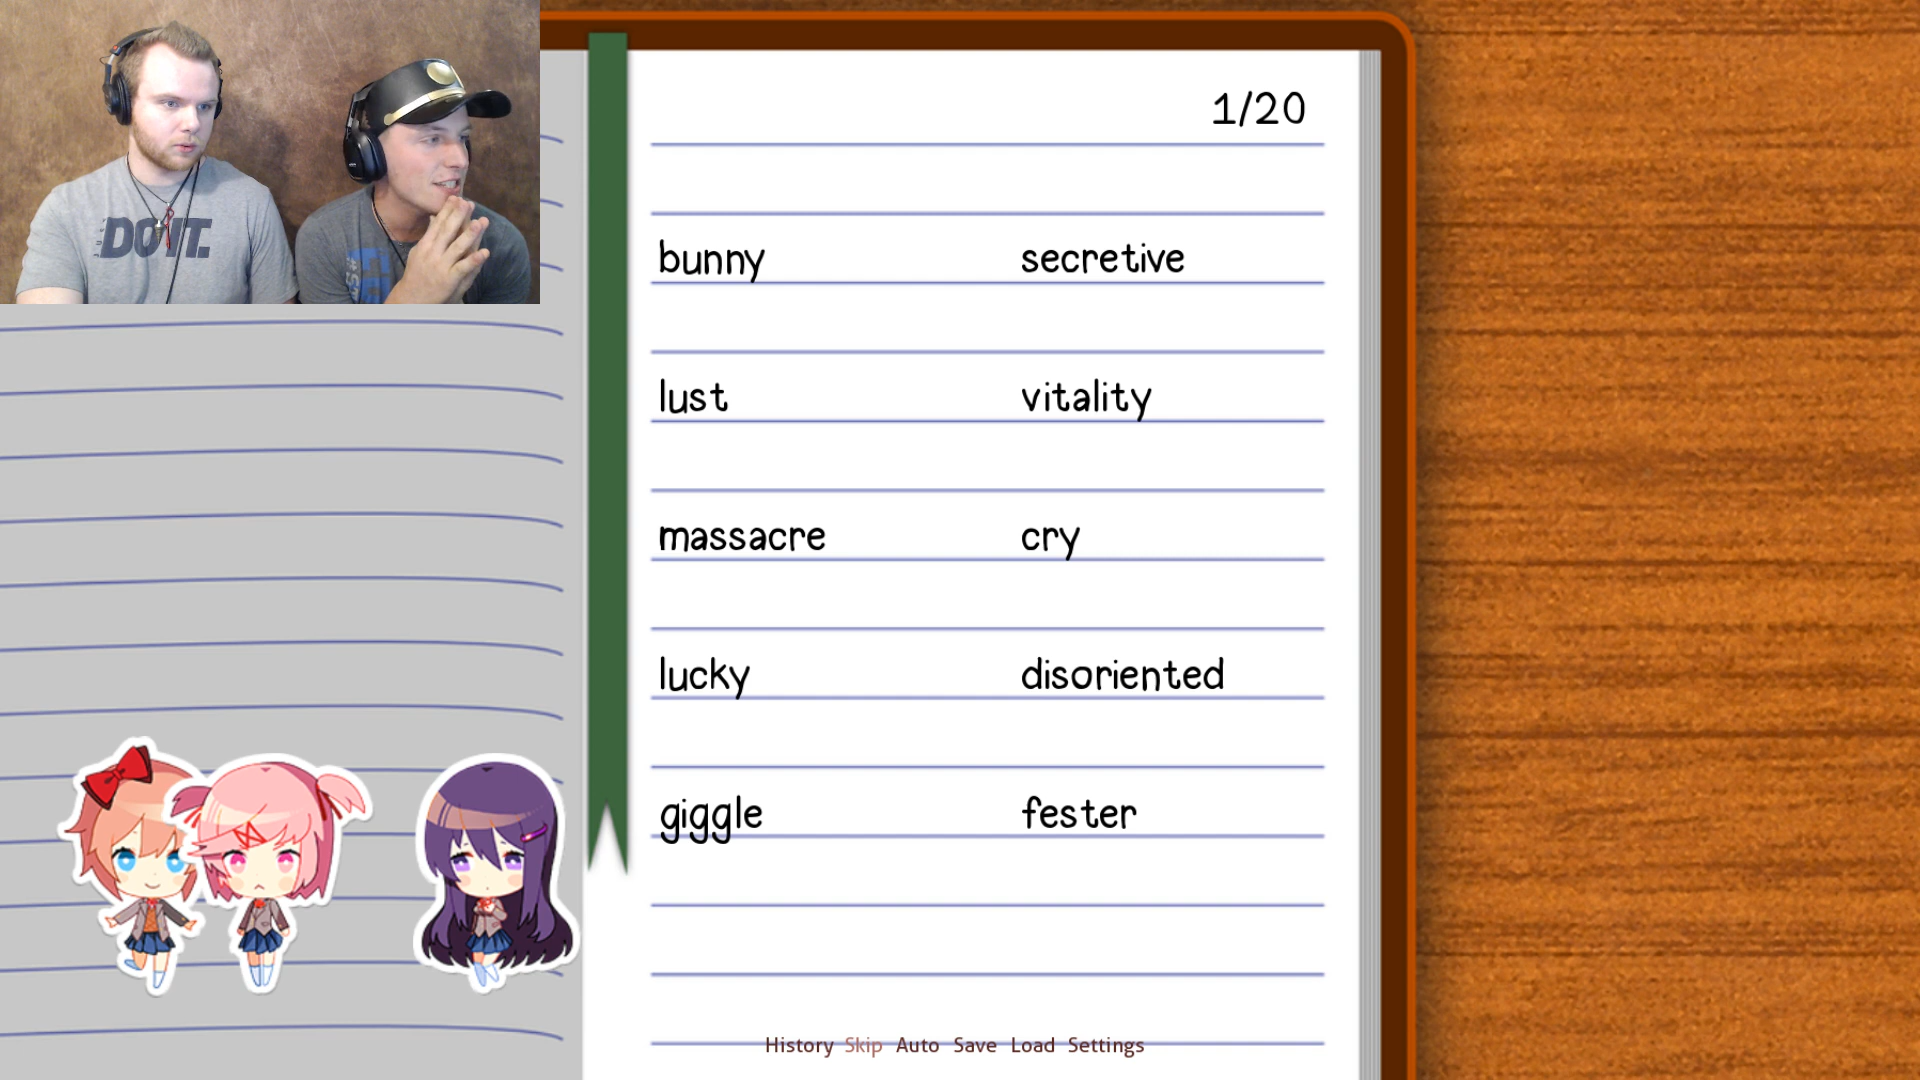 DO IT.
1/20
bunny secretive
lust vitality
massacre cry
lucky disoriented
giggle fester
History Skip Auto Save Load Settings